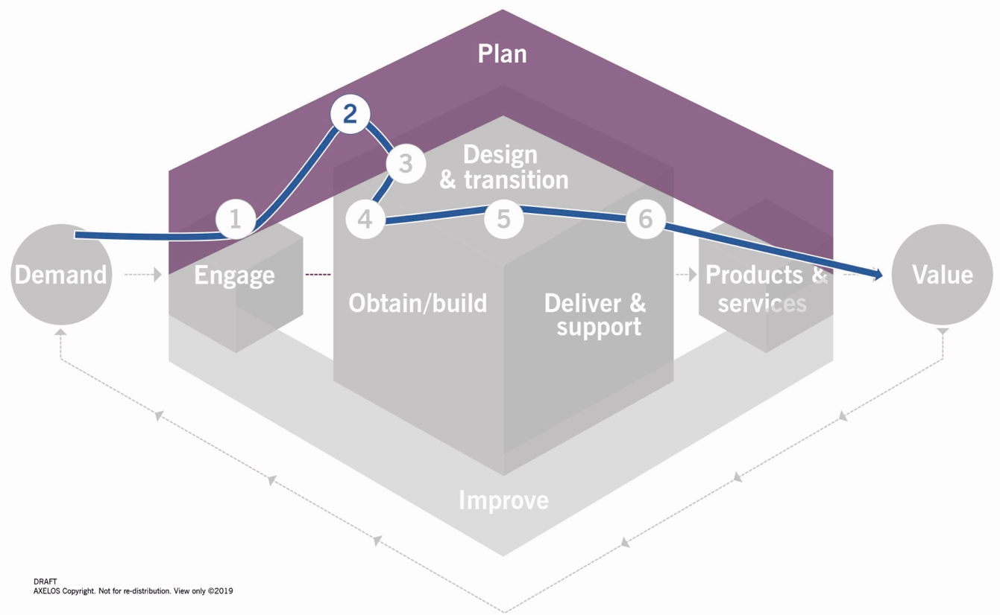 Plan
2
3
Design
& transition
1
4
5
6
Demand
Engage
Products &
services
Value
Obtain/build
Deliver &
support
Improve
DRAFT
AXELOS Copyright. Not for re-distribution. View only ©2019